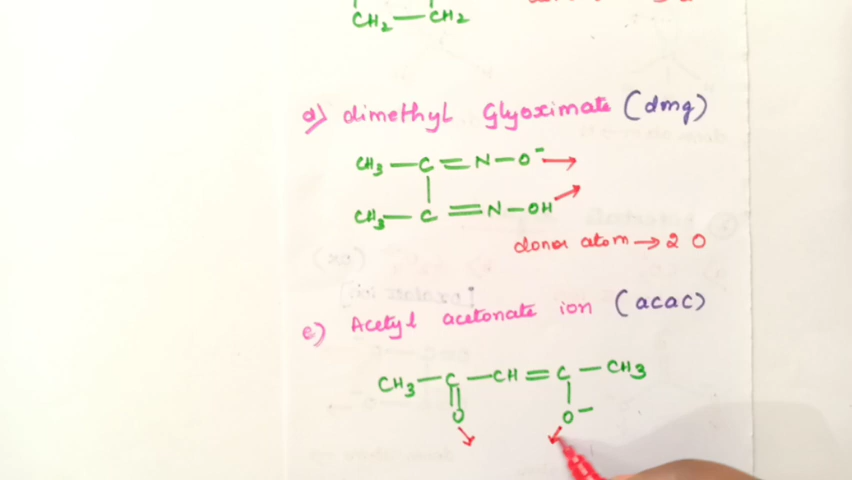 CH2—CH2
d) dimethyl Glyoximate (dmg)
CH3—C=N—O-→
CH3—C=N—OH
donor atom→2 O
e) Acetyl acetonate ion (acac)
CH3—C—CH=C—CH3
O O-